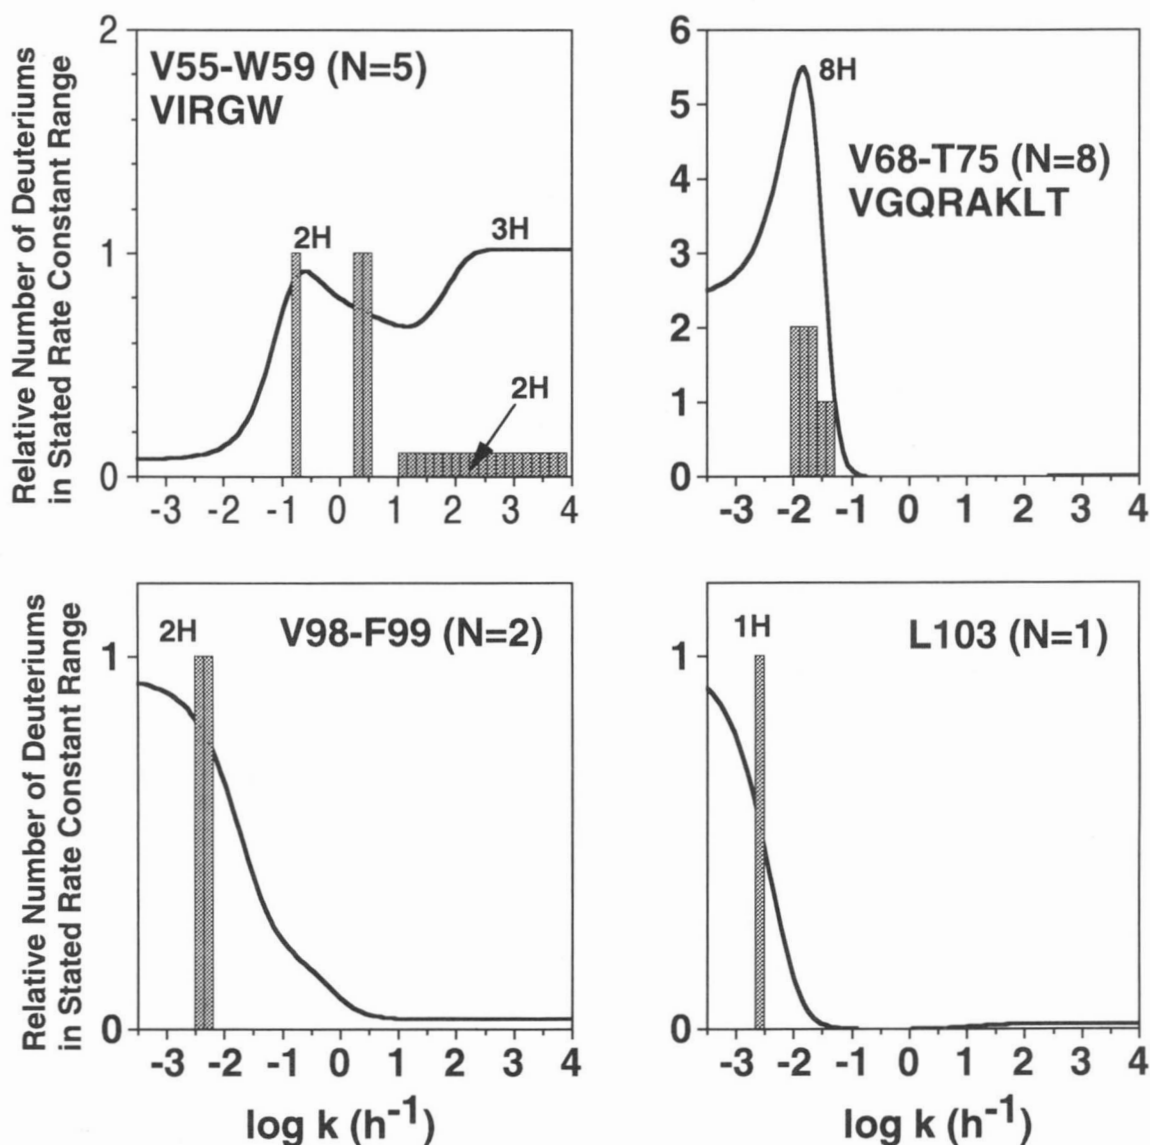 Relative Number of Deuteriums
in Stated Rate Constant Range
2
1
0
V55-W59 (N=5)
VIRGW
2H
3H
2H
-3 -2 -1 0 1 2 3 4
6
5
4
3
2
1
0
8H
V68-T75 (N=8)
VGQRAKLT
-3 -2 -1 0 1 2 3 4
Relative Number of Deuteriums
in Stated Rate Constant Range
1
0
2H
V98-F99 (N=2)
-3 -2 -1 0 1 2 3 4
log k (h-1)
1
0
1H
L103 (N=1)
-3 -2 -1 0 1 2 3 4
log k (h-1)